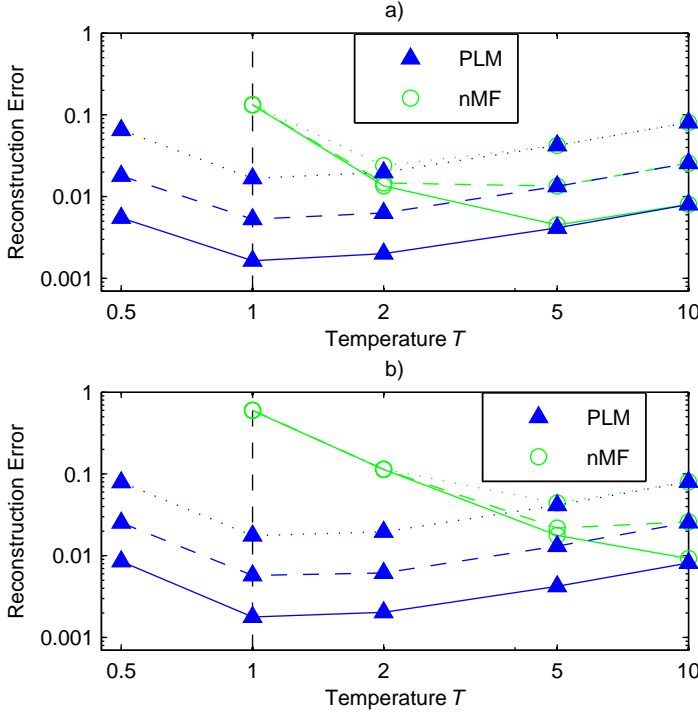 a)
Reconstruction Error
1
0.1
0.01
0.001
PLM
nMF
0.5
1
2
5
10
Temperature T
b)
Reconstruction Error
1
0.1
0.01
0.001
PLM
nMF
0.5
1
2
5
10
Temperature T